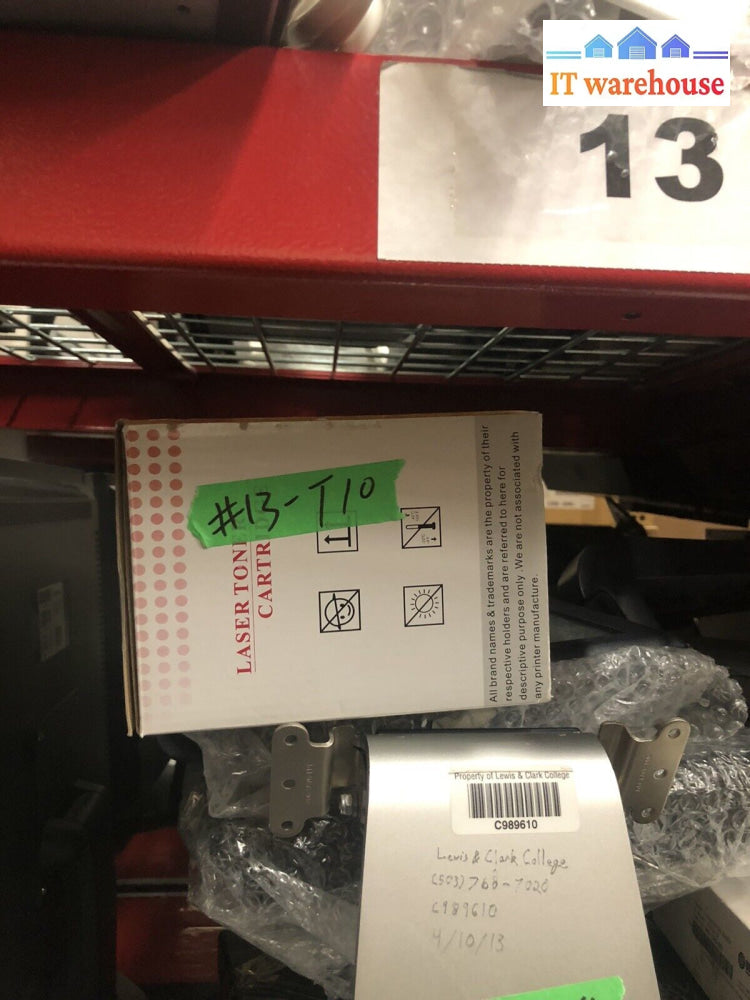 IT warehouse
13
#13-T10
LASER TON
CARTR
All brand names & trademarks are the property of their
respective holders and are referred to here for
descriptive purpose only .We are not associated with
any printer manufacture.
Property of Lewis & Clark College
C989610
Lewis & Clark College
(503) 768-7020
C989610
4/10/13